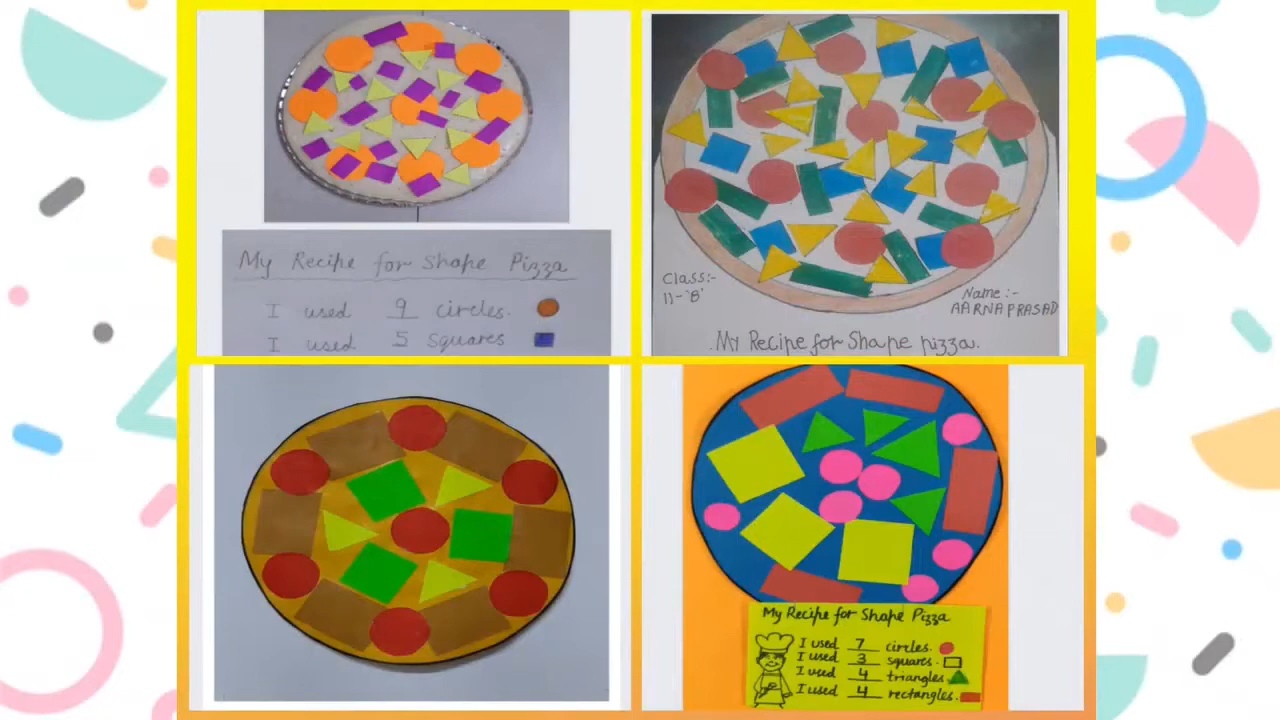 My Recipe for Shape Pizza
I used 9 circles.
I used 5 squares
Class:-
11-'B'
Name:-
AARNA PRASAD
My Recipe for Shape pizza.
My Recipe for Shape Pizza
I used 7 circles.
I used 3 squares.
I used 4 triangles
I used 4 rectangles.